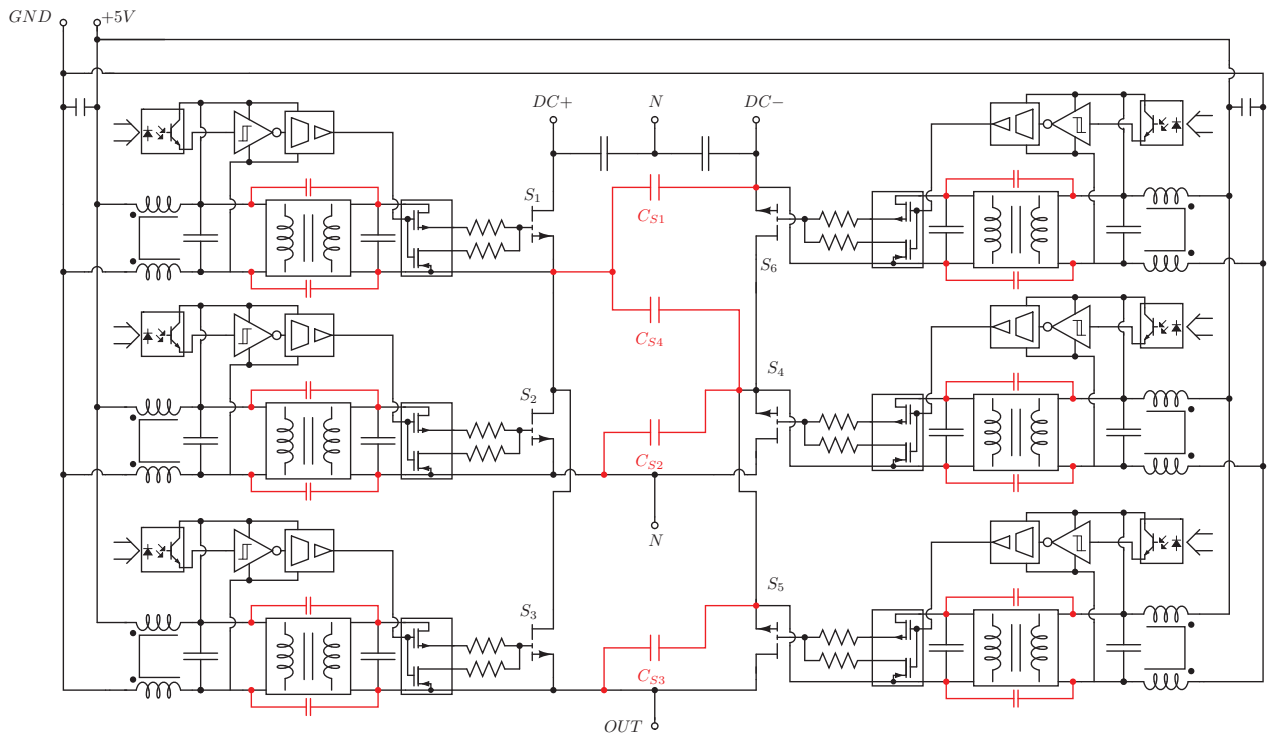 GND +5V
DC+ N DC−
S1 CS1
S6
CS4
S4
S2
CS2
N
S5
S3
CS3
OUT